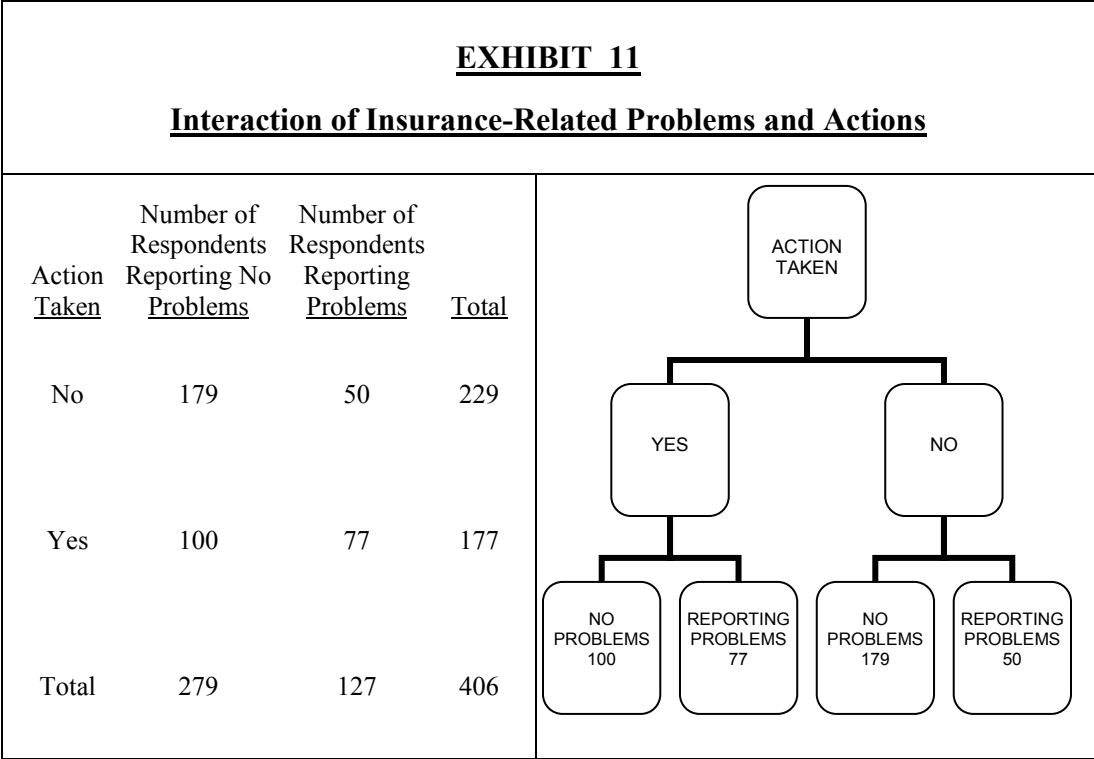 EXHIBIT 11
Interaction of Insurance-Related Problems and Actions
Number of Number of
Respondents Respondents
Action Reporting No Reporting
Taken Problems Problems Total
No 179 50 229
Yes 100 77 177
Total 279 127 406
ACTION
TAKEN
YES
NO
NO
PROBLEMS
100
REPORTING
PROBLEMS
77
NO
PROBLEMS
179
REPORTING
PROBLEMS
50